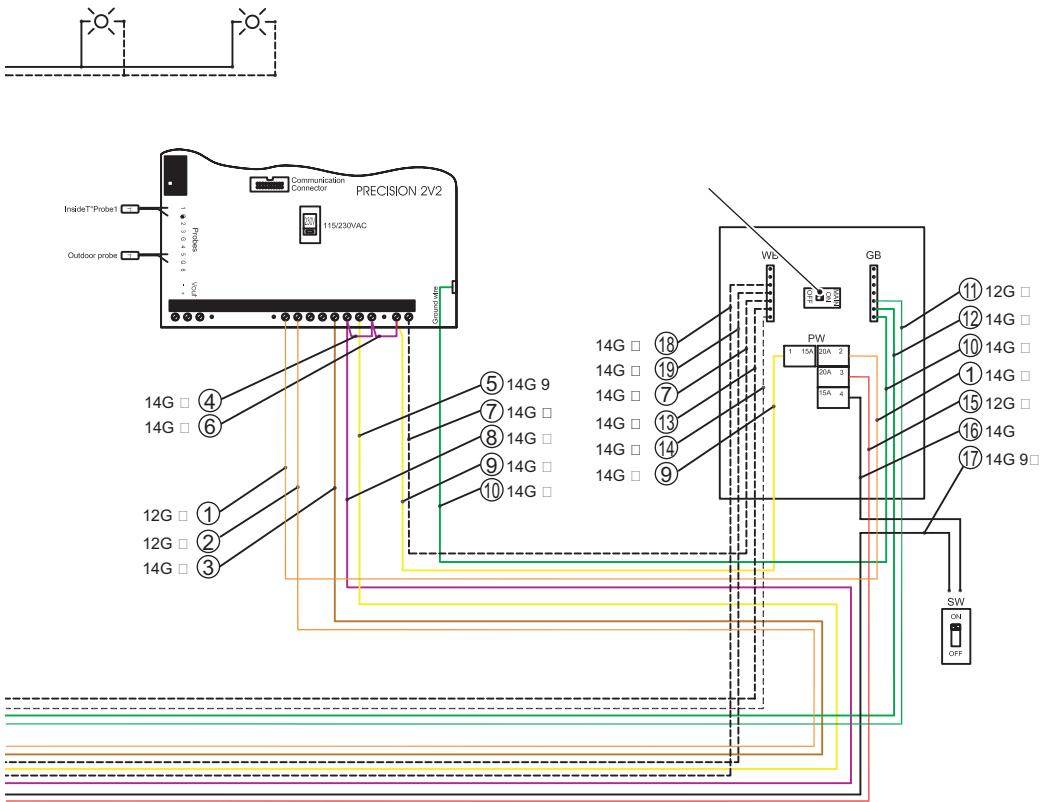 Communication
Connector
PRECISION 2V2
InsideT°Probe1
115/230VAC
Outdoor probe
1
2
3
G
4
5
G
6
-
+
Probes
Vout
Ground wire
WB
GB
MAIN
ON
OFF
PW
1 15A
20A 2
20A 3
15A 4
11 12G □
12 14G □
10 14G □
1 14G □
15 12G □
16 14G
17 14G 9□
14G □ 18
14G □ 19
14G □ 7
14G □ 13
14G □ 14
14G □ 9
14G □ 4
14G □ 6
5 14G 9
7 14G □
8 14G □
9 14G □
10 14G □
12G □ 1
12G □ 2
14G □ 3
SW
ON
OFF